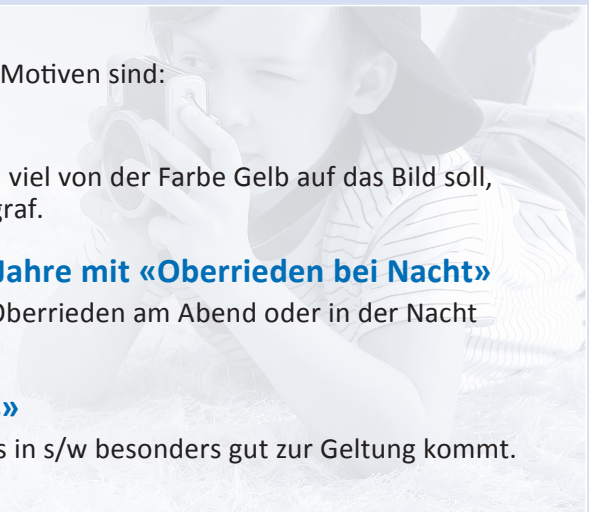 Motiven sind:
viel von der Farbe Gelb auf das Bild soll,
graf.
Jahre mit «Oberrieden bei Nacht»
Oberrieden am Abend oder in der Nacht
»
s in s/w besonders gut zur Geltung kommt.